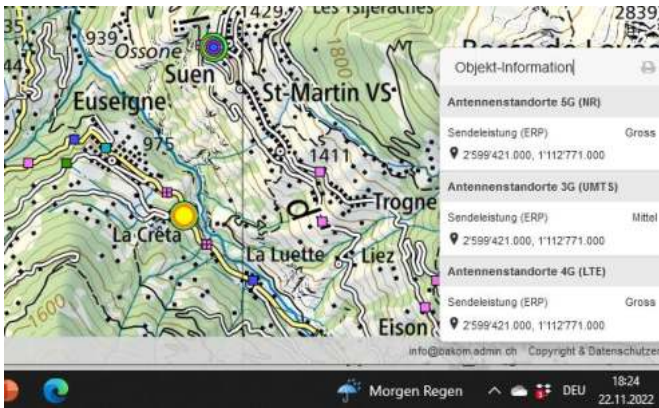 1429
Les Tsijerache
2839
35
939
Ossone
1800
44
Suen
St-Martin VS
Euseigne
975
1411
Trogne
La Crêta
La Luette
Liez
1600
Eison
Objekt-Information
Antennenstandorte 5G (NR)
Sendeleistung (ERP) Gross
2'599'421.000, 1'112'771.000
Antennenstandorte 3G (UMTS)
Sendeleistung (ERP) Mittel
2'599'421.000, 1'112'771.000
Antennenstandorte 4G (LTE)
Sendeleistung (ERP) Gross
2'599'421.000, 1'112'771.000
info@bakom.admin.ch Copyright & Datenschutzer
Morgen Regen DEU 18:24
22.11.2022